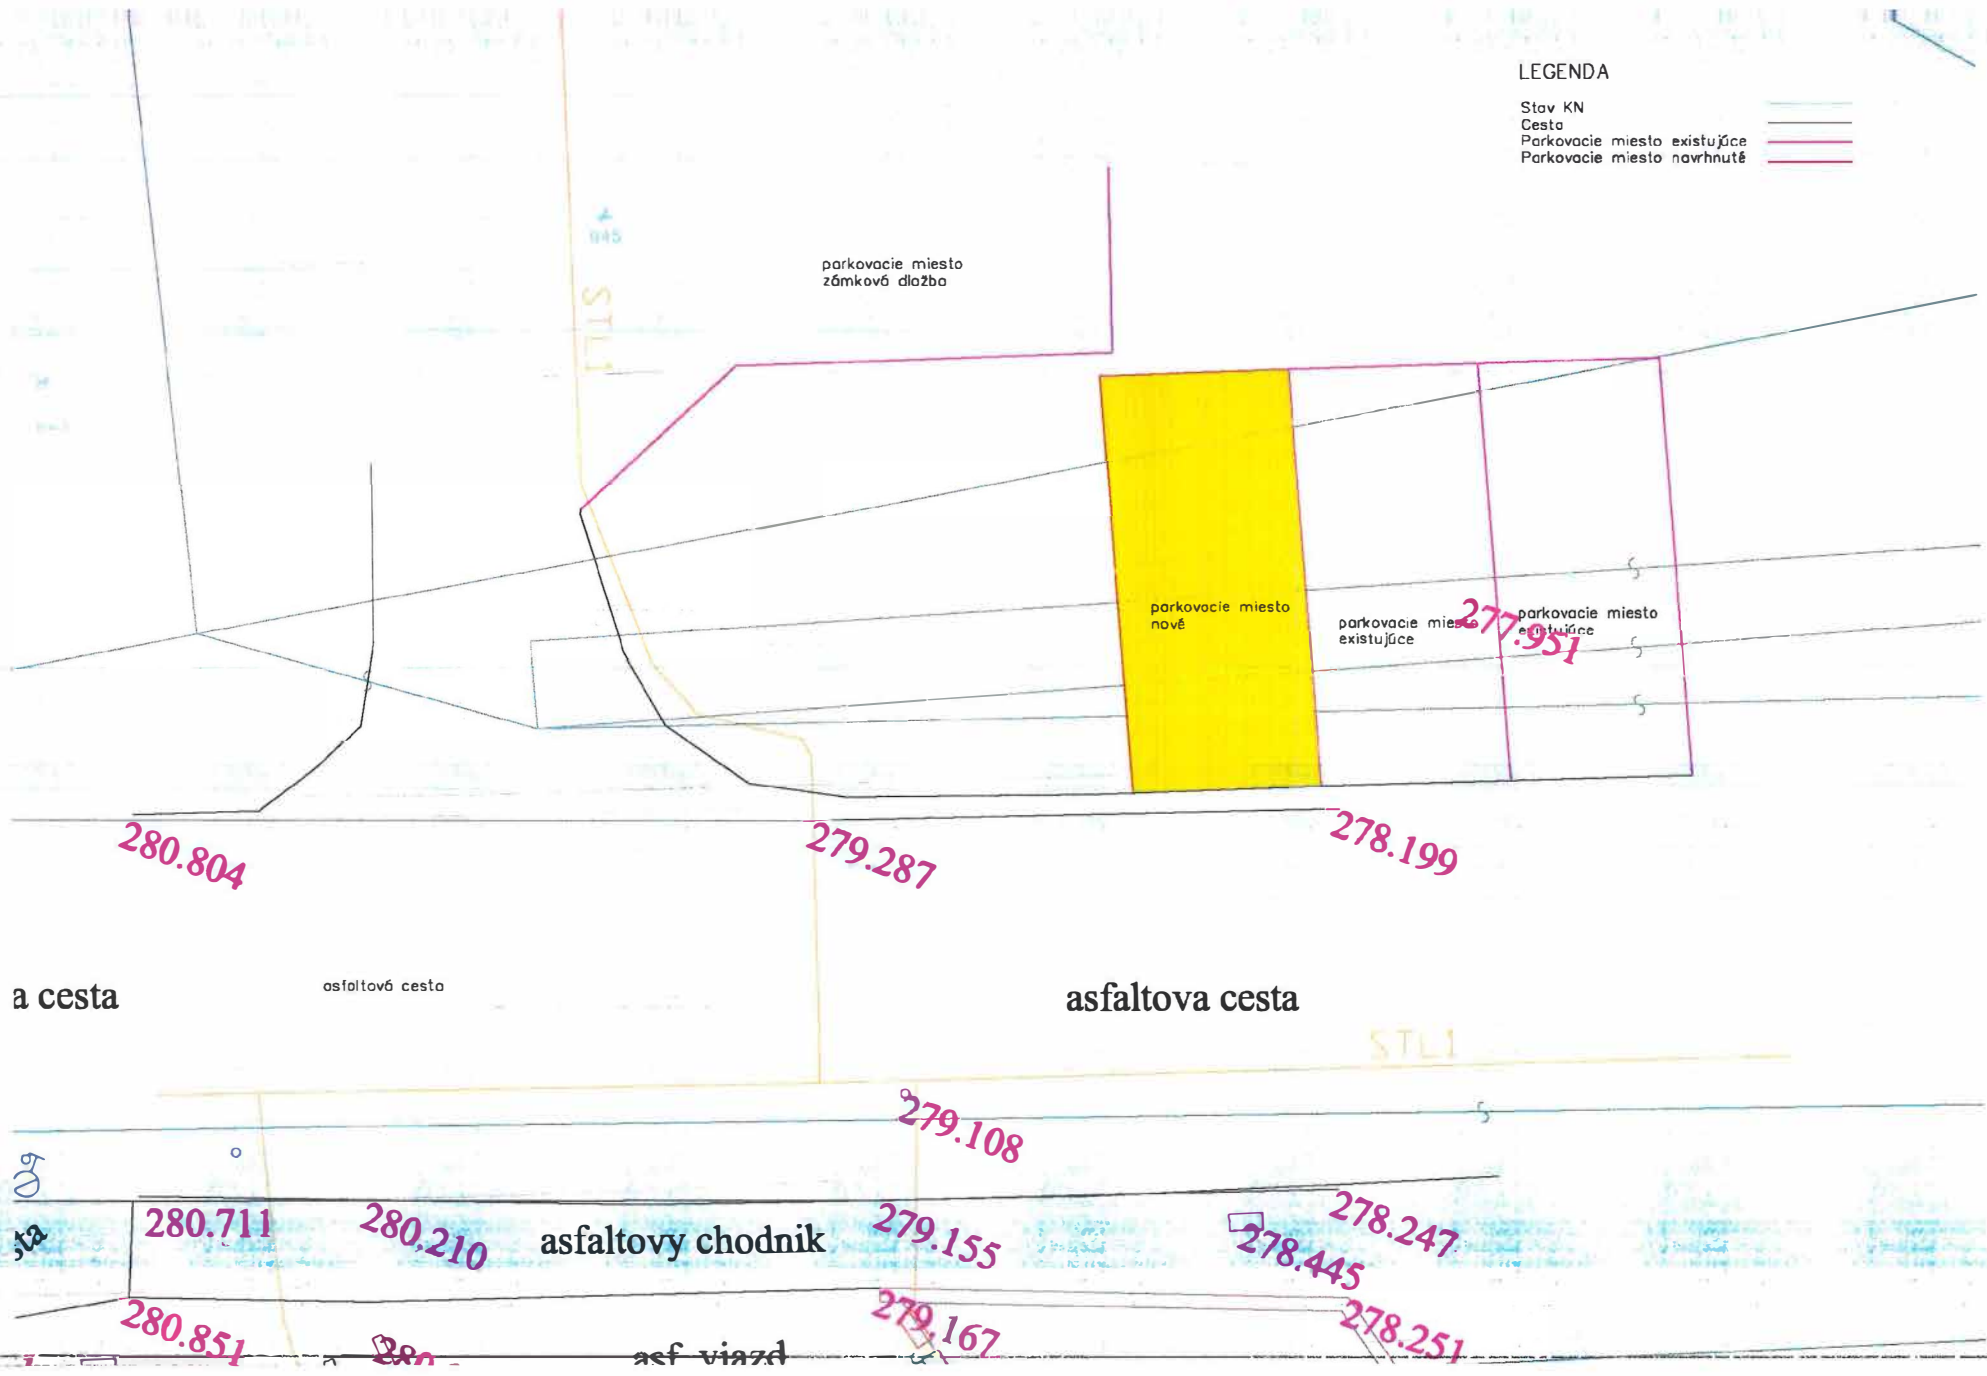 LEGENDA
Stav KN
Cesta
Parkovacie miesto existujúce
Parkovacie miesto navrhnuté
945
STL1
parkovacie miesto
zámková dlažba
parkovacie miesto
nové
parkovacie miesto
existujúce
277.951
parkovacie miesto
existujúce
280.804
279.287
278.199
a cesta
asfaltová cesta
asfaltova cesta
STL1
279.108
sta
280.711
280.210
asfaltovy chodnik
279.155
278.445
278.247
280.851
279.167
278.251
asf. vjazd